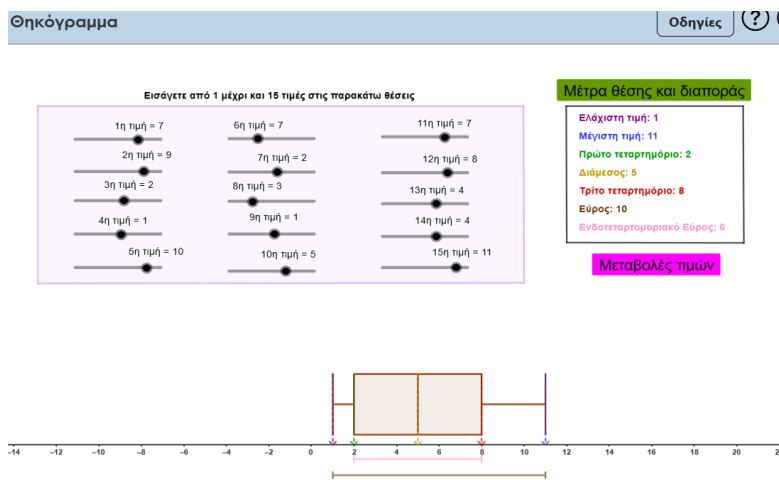 Θηκόγραμμα
Οδηγίες
?
Εισάγετε από 1 μέχρι και 15 τιμές στις παρακάτω θέσεις
1η τιμή = 7
2η τιμή = 9
3η τιμή = 2
4η τιμή = 1
5η τιμή = 10
6η τιμή = 7
7η τιμή = 2
8η τιμή = 3
9η τιμή = 1
10η τιμή = 5
11η τιμή = 7
12η τιμή = 8
13η τιμή = 4
14η τιμή = 4
15η τιμή = 11
Μέτρα θέσης και διαποράς
Ελάχιστη τιμή: 1
Μέγιστη τιμή: 11
Πρώτο τεταρτημόριο: 2
Διάμεσος: 5
Τρίτο τεταρτημόριο: 8
Εύρος: 10
Ενδοτεταρτομοριακό Εύρος: 6
Μεταβολές τιμών
−14 −12 −10 −8 −6 −4 −2 0 2 4 6 8 10 12 14 16 18 20